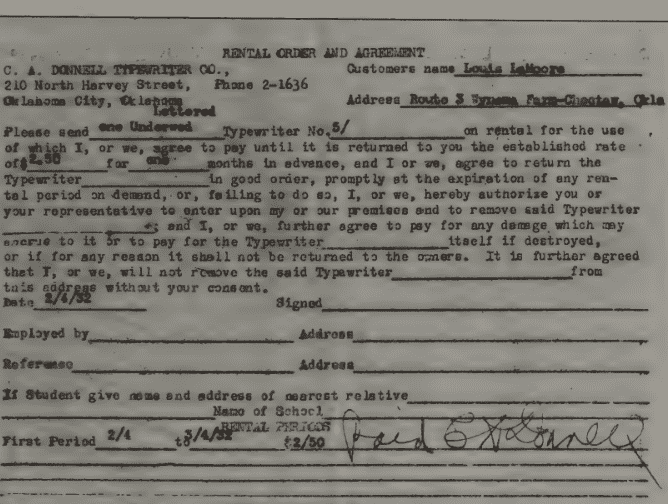 RENTAL ORDER AND AGREEMENT
C. A. DONNELL TYPEWRITER CO., Customers name Louis LaMoore
210 North Harvey Street, Phone 2-1636
Oklahoma City, Oklahoma Address Route 3 Wynema Farm-Choctaw, Okla
Lettered
Please send one Underwod Typewriter No. 5/ on rental for the use
of which I, or we, agree to pay until it is returned to you the established rate
of $2.50 for one months in advance, and I or we, agree to return the
Typewriter in good order, promptly at the expiration of any ren-
tal period on demand, or, failing to do so, I, or we, hereby authorize you or
your representative to enter upon my or our premises and to remove said Typewriter
and I, or we, further agree to pay for any damage which may
accrue to it or to pay for the Typewriter itself if destroyed,
or if for any reason it shall not be returned to the owners. It is further agreed
that I, or we, will not remove the said Typewriter from
this address without your consent.
Date 2/4/32 Signed
Employed by Address
Reference Address
If Student give name and address of nearest relative
Name of School
RENTAL PERIODS
First Period 2/4 to 3/4/32 $2/50 Paid